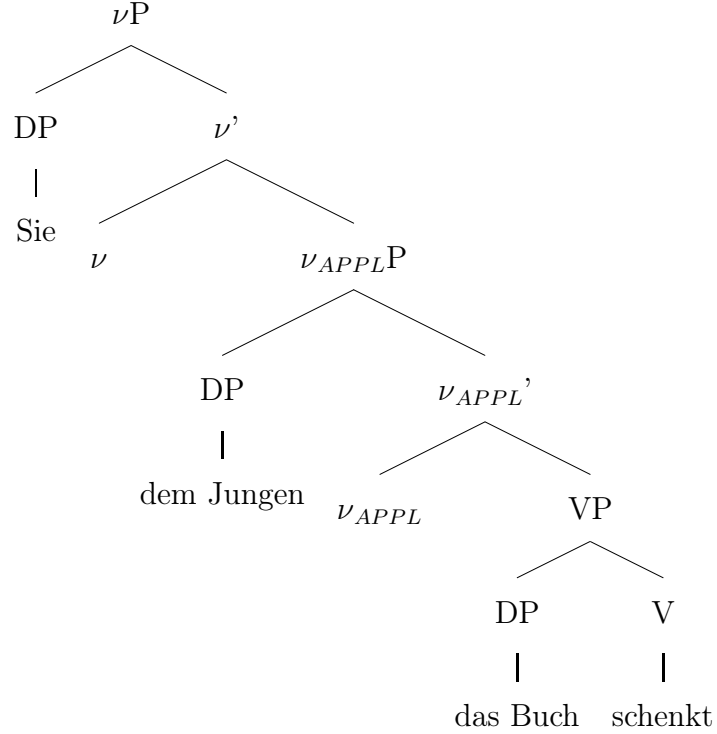 νP
DP ν'
Sie ν ν_APPL P
DP ν_APPL'
dem Jungen ν_APPL VP
DP V
das Buch schenkt